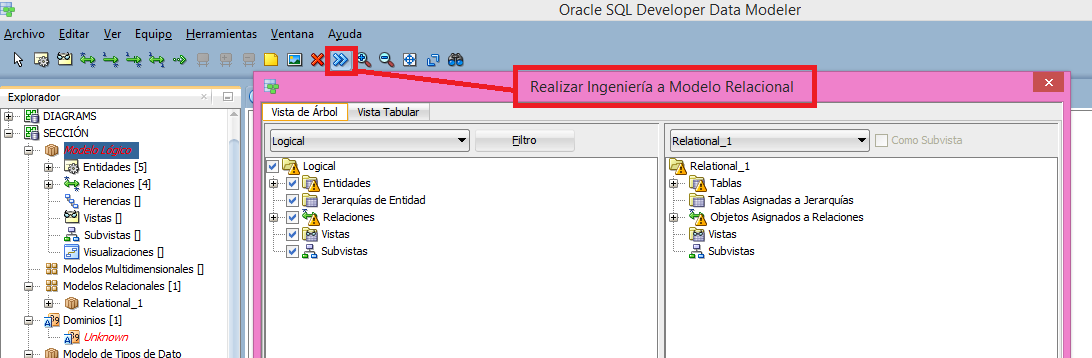 Oracle SQL Developer Data Modeler
Archivo Editar Ver Equipo Herramientas Ventana Ayuda
Realizar Ingeniería a Modelo Relacional
Explorador
DIAGRAMS
SECCIÓN
Modelo Lógico
Entidades [5]
Relaciones [4]
Herencias []
Vistas []
Subvistas []
Visualizaciones []
Modelos Multidimensionales []
Modelos Relacionales [1]
Relational_1
Dominios [1]
Unknown
Modelo de Tipos de Dato
Vista de Árbol Vista Tabular
Logical Filtro
Logical
Entidades
Jerarquías de Entidad
Relaciones
Vistas
Subvistas
Relational_1 Como Subvista
Relational_1
Tablas
Tablas Asignadas a Jerarquías
Objetos Asignados a Relaciones
Vistas
Subvistas